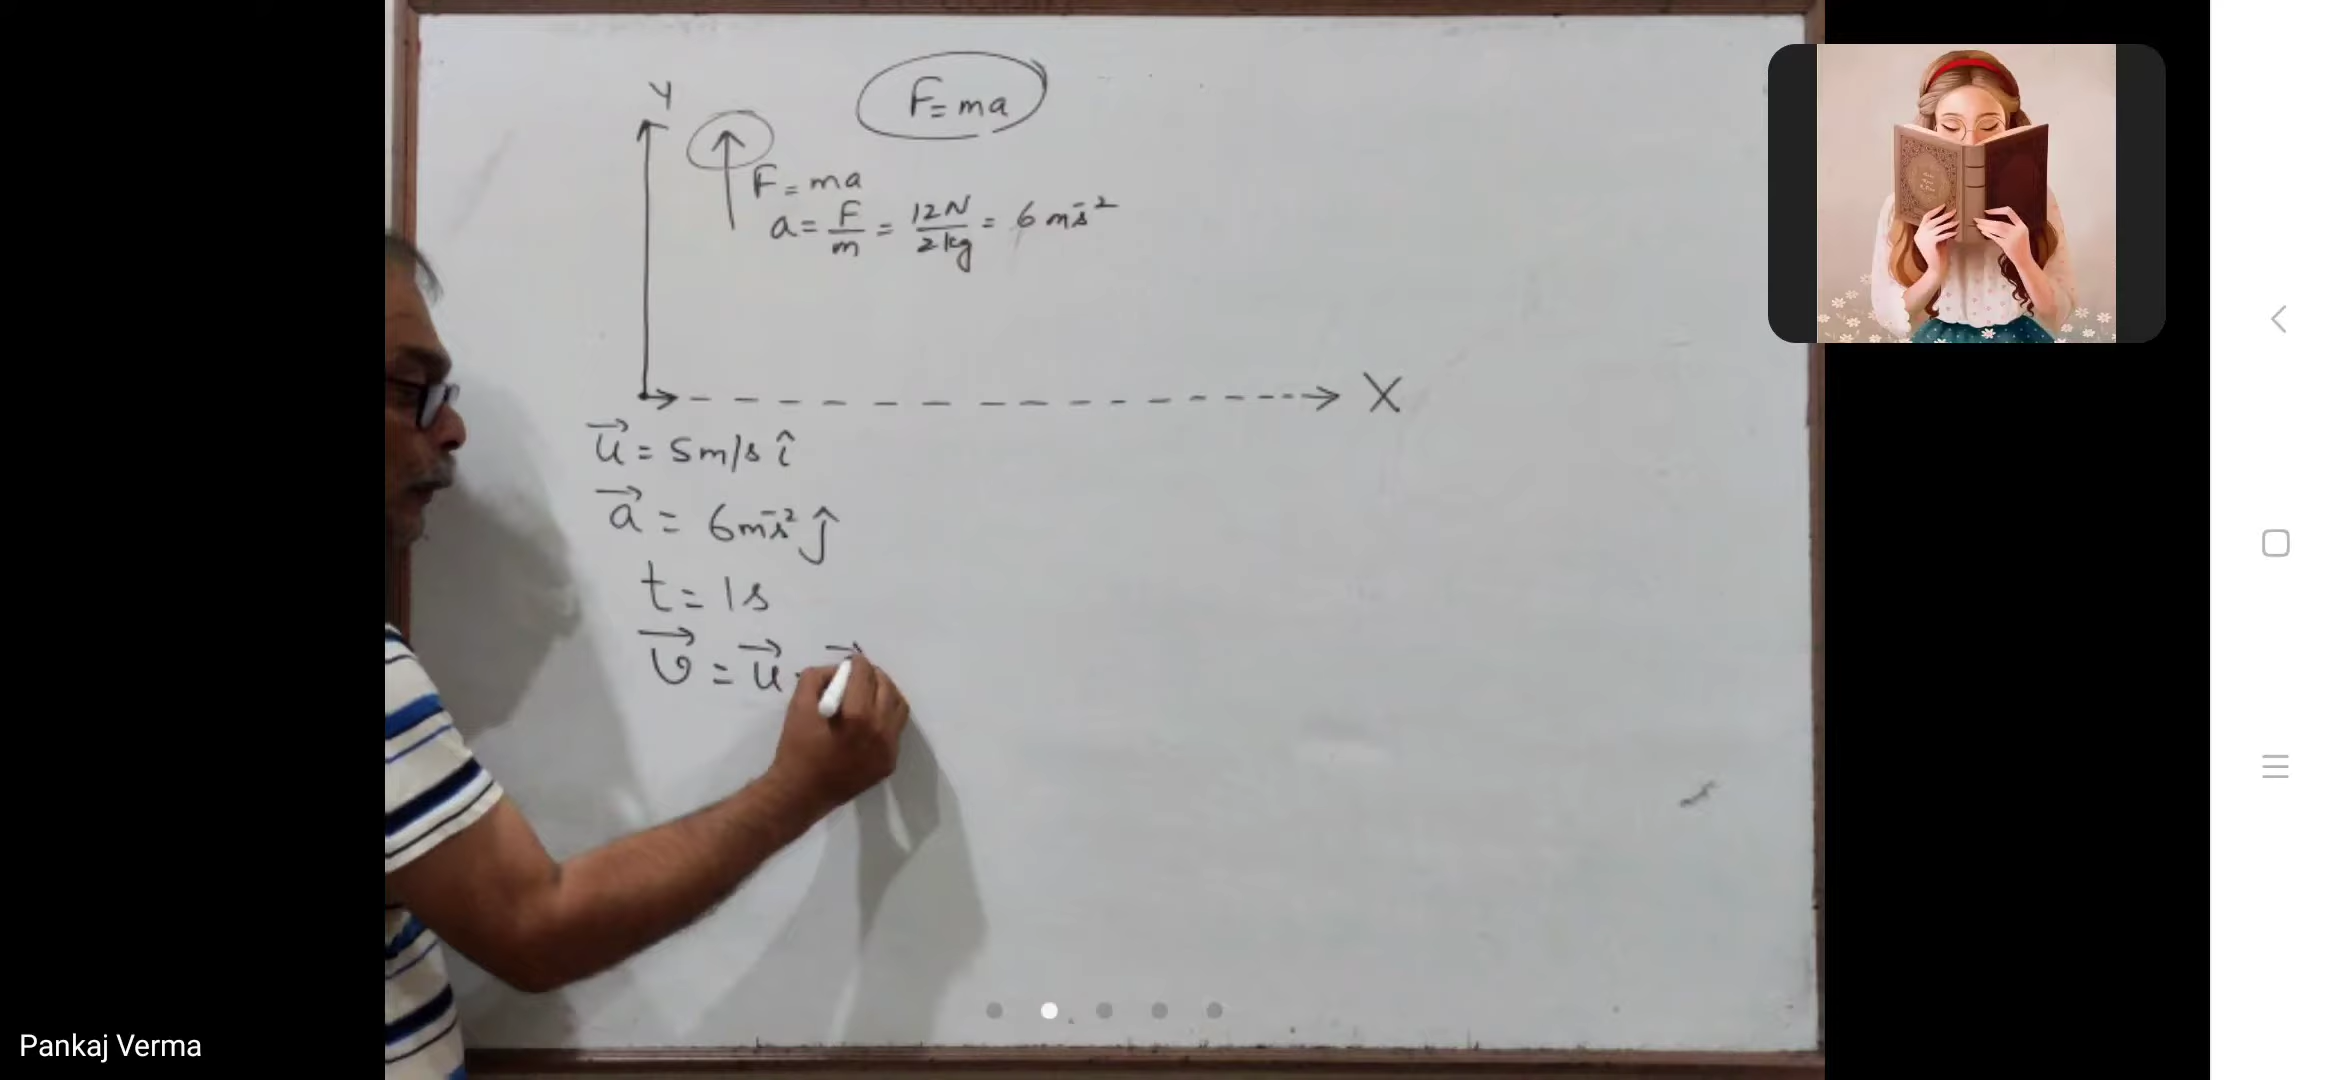 Y
F = ma
F = ma
a = F/m = 12N/2kg = 6 ms⁻²
X
u⃗ = 5m/s î
a⃗ = 6ms⁻² ĵ
t = 1s
v⃗ = u⃗
Pankaj Verma